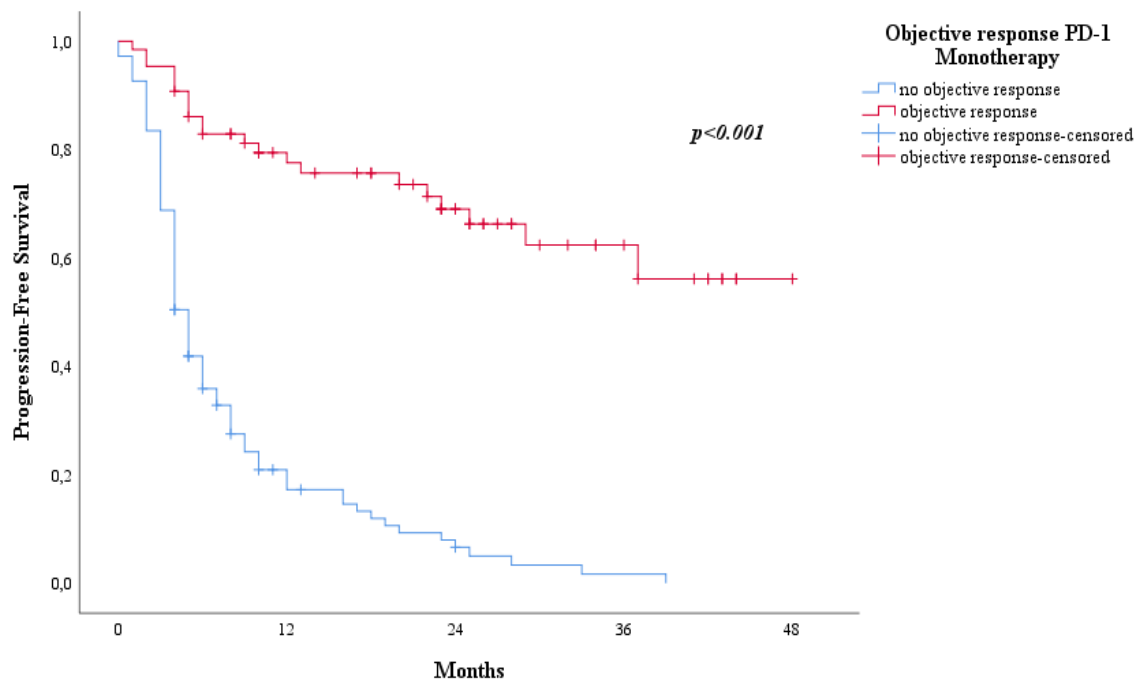 Objective response PD-1
Monotherapy
no objective response
objective response
no objective response-censored
objective response-censored
p<0.001
Progression-Free Survival
1,0
0,8
0,6
0,4
0,2
0,0
0 12 24 36 48
Months